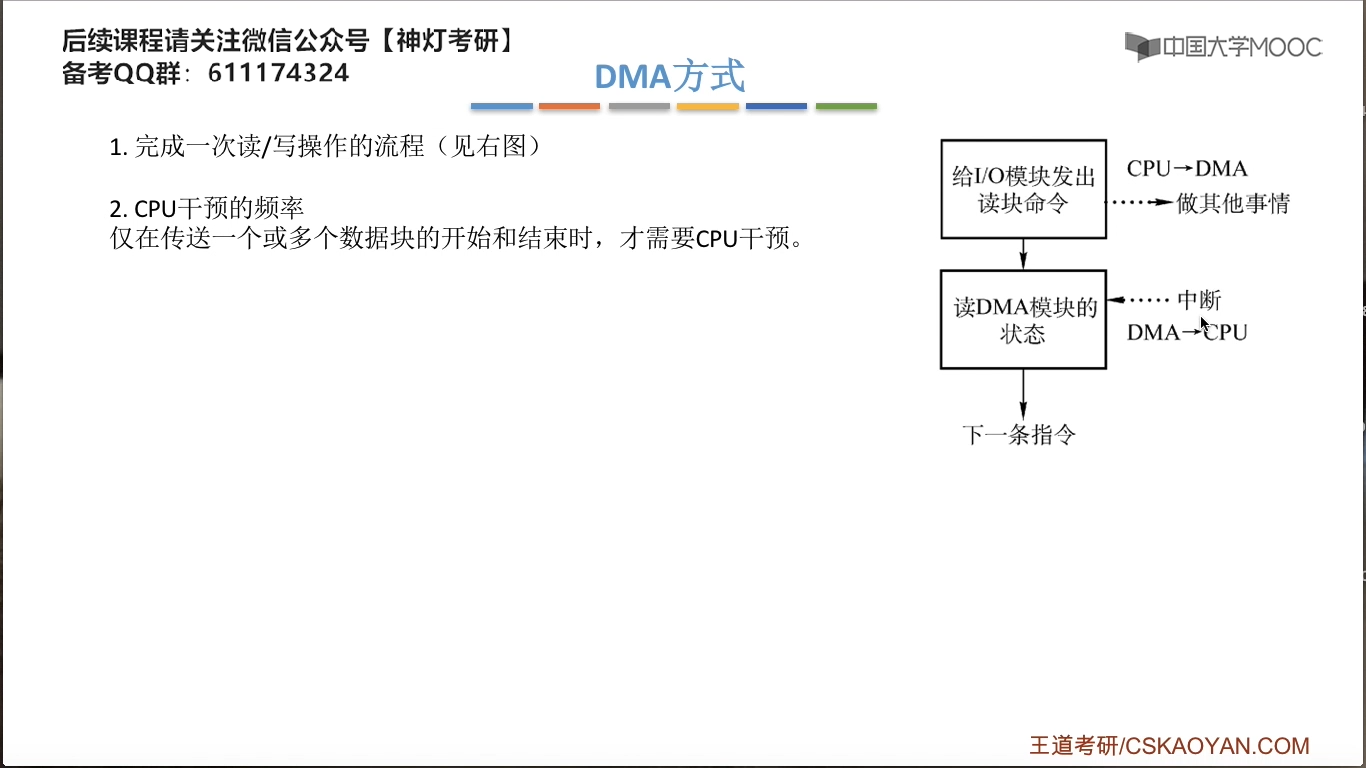 后续课程请关注微信公众号【神灯考研】
备考QQ群：611174324
中国大学MOOC
DMA方式
1. 完成一次读/写操作的流程（见右图）
2. CPU干预的频率
仅在传送一个或多个数据块的开始和结束时，才需要CPU干预。
给I/O模块发出
读块命令
CPU→DMA
做其他事情
读DMA模块的
状态
中断
DMA→CPU
下一条指令
王道考研/CSKAOYAN.COM